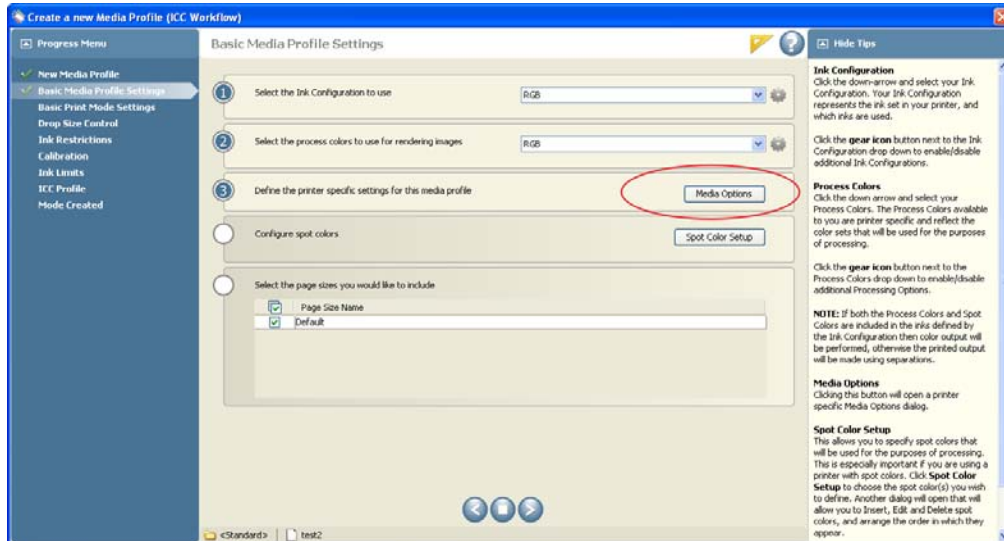 Create a new Media Profile (ICC Workflow)
Progress Menu
New Media Profile
Basic Media Profile Settings
Basic Print Mode Settings
Drop Size Control
Ink Restrictions
Calibration
Ink Limits
ICC Profile
Mode Created
Basic Media Profile Settings
?
1
Select the Ink Configuration to use
RGB
2
Select the process colors to use for rendering images
RGB
3
Define the printer specific settings for this media profile
Media Options
Configure spot colors
Spot Color Setup
Select the page sizes you would like to include
Page Size Name
Default
<Standard>
test2
Hide Tips
Ink Configuration
Click the down-arrow and select your Ink
Configuration. Your Ink Configuration
represents the ink set in your printer, and
which inks are used.
Click the gear icon button next to the Ink
Configuration drop down to enable/disable
additional Ink Configurations.
Process Colors
Click the down arrow and select your
Process Colors. The Process Colors available
to you are printer specific and reflect the
color sets that will be used for the purposes
of processing.
Click the gear icon button next to the
Process Colors drop down to enable/disable
additional Processing Options.
NOTE: If both the Process Colors and Spot
Colors are included in the inks defined by
the Ink Configuration then color output will
be performed, otherwise the printed output
will be made using separations.
Media Options
Clicking this button will open a printer
specific Media Options dialog.
Spot Color Setup
This allows you to specify spot colors that
will be used for the purposes of processing.
This is especially important if you are using a
printer with spot colors. Click Spot Color
Setup to choose the spot color(s) you wish
to define. Another dialog will open that will
allow you to Insert, Edit and Delete spot
colors, and arrange the order in which they
appear.